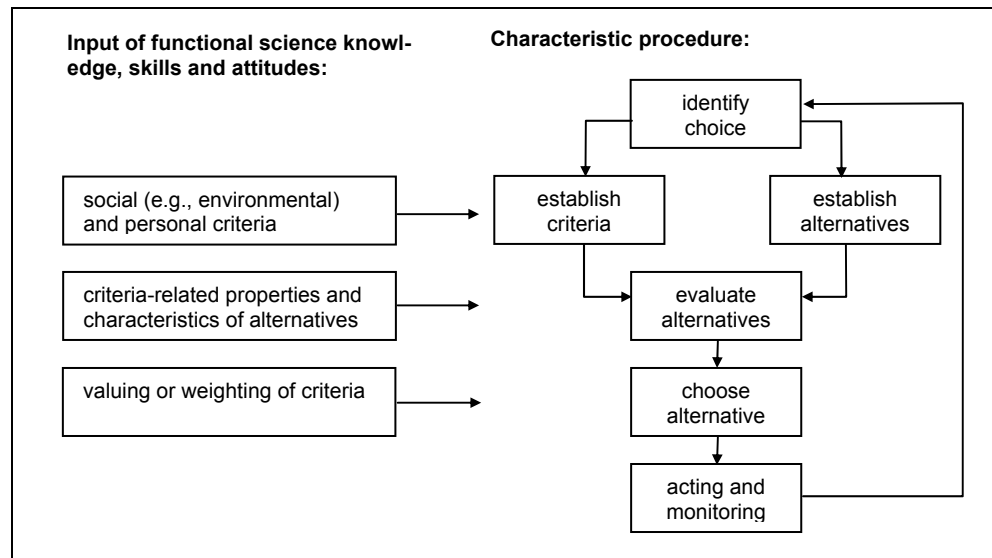 Input of functional science knowl-
edge, skills and attitudes:
Characteristic procedure:
identify
choice
social (e.g., environmental)
and personal criteria
establish
criteria
establish
alternatives
criteria-related properties and
characteristics of alternatives
evaluate
alternatives
valuing or weighting of criteria
choose
alternative
acting and
monitoring